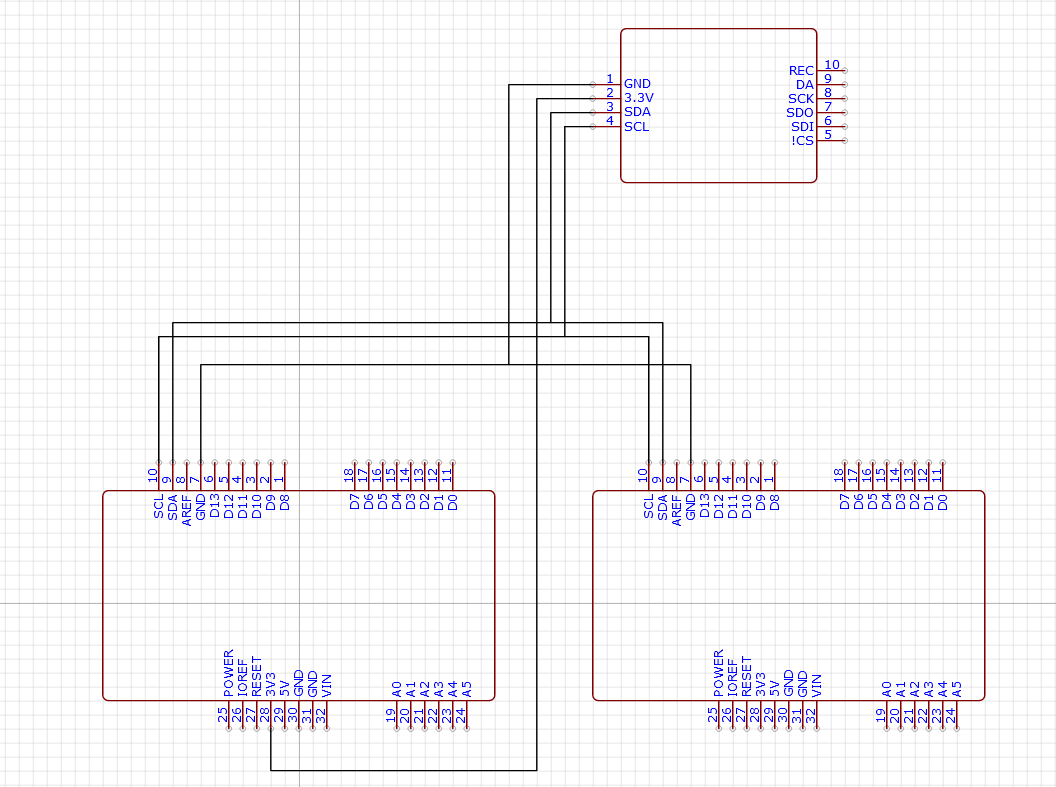 1 GND
2 3.3V
3 SDA
4 SCL
REC 10
DA 9
SCK 8
SDO 7
SDI 6
!CS 5
10 9 8 7 6 5 4 3 2 1
SCL SDA AREF GND D13 D12 D11 D10 D9 D8
18 17 16 15 14 13 12 11
D7 D6 D5 D4 D3 D2 D1 D0
POWER IOREF RESET 3V3 5V GND GND VIN
25 26 27 28 29 30 31 32
A0 A1 A2 A3 A4 A5
19 20 21 22 23 24
10 9 8 7 6 5 4 3 2 1
SCL SDA AREF GND D13 D12 D11 D10 D9 D8
18 17 16 15 14 13 12 11
D7 D6 D5 D4 D3 D2 D1 D0
POWER IOREF RESET 3V3 5V GND GND VIN
25 26 27 28 29 30 31 32
A0 A1 A2 A3 A4 A5
19 20 21 22 23 24